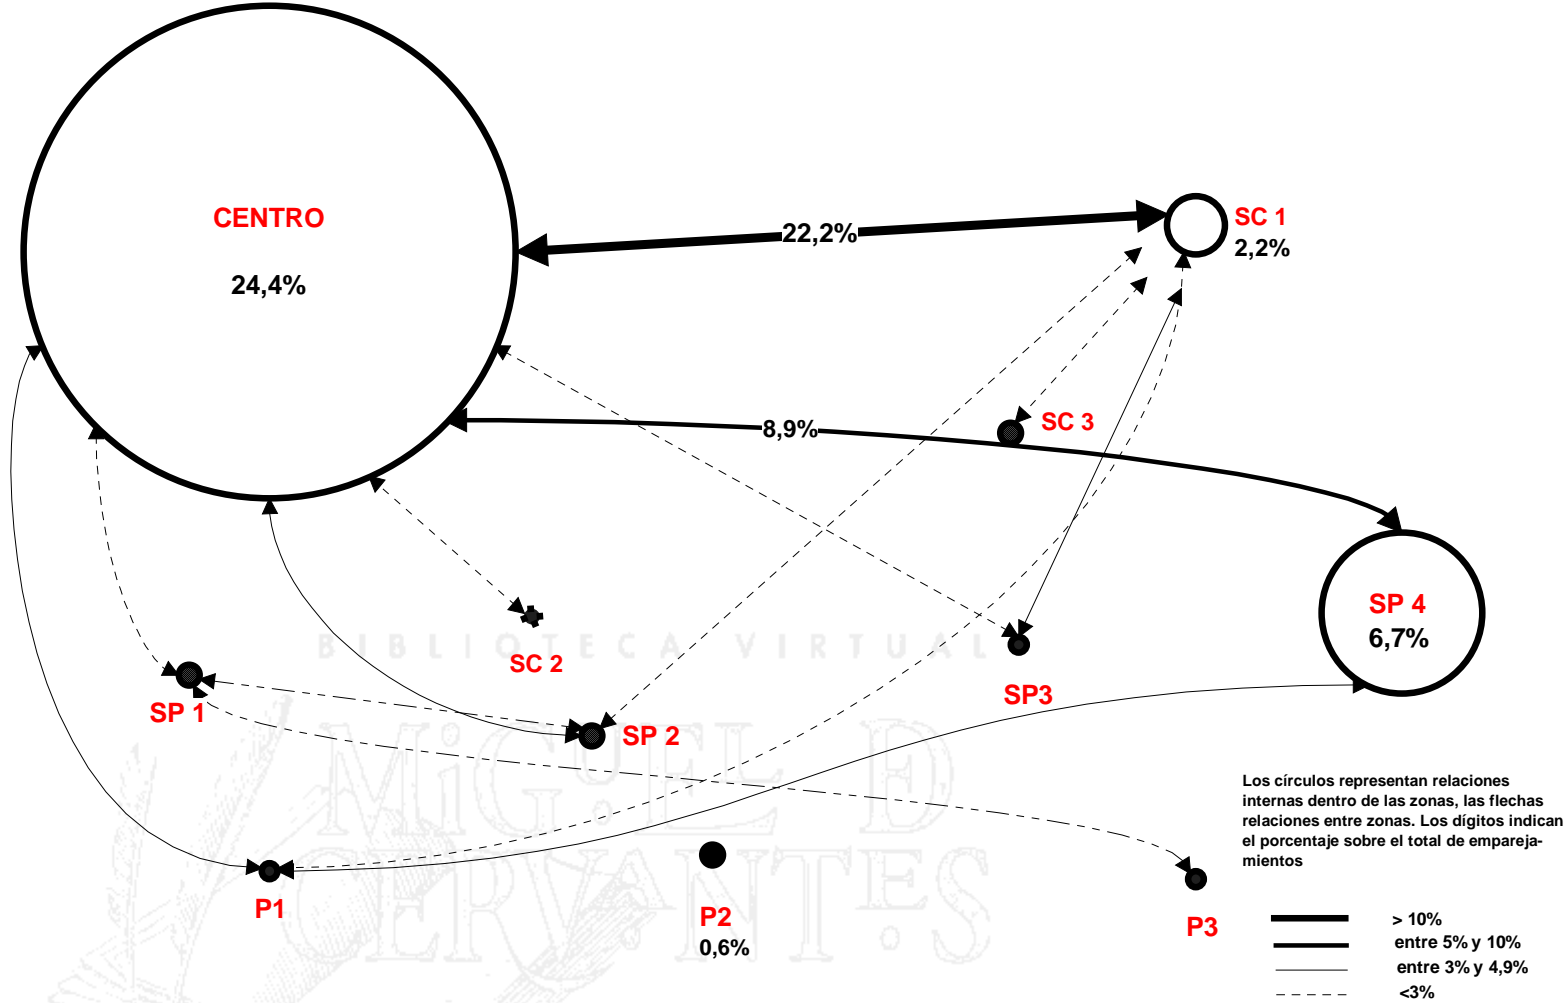 CENTRO
24,4%
22,2%
SC 1
2,2%
8,9%
SC 3
SP 4
6,7%
BIBLIOTECA VIRTUAL
SC 2
SP3
SP 1
SP 2
MIGUEL DE
CERVANTES
P1
P2
0,6%
P3
Los círculos representan relaciones
internas dentro de las zonas, las flechas
relaciones entre zonas. Los dígitos indican
el porcentaje sobre el total de empareja-
mientos
> 10%
entre 5% y 10%
entre 3% y 4,9%
<3%